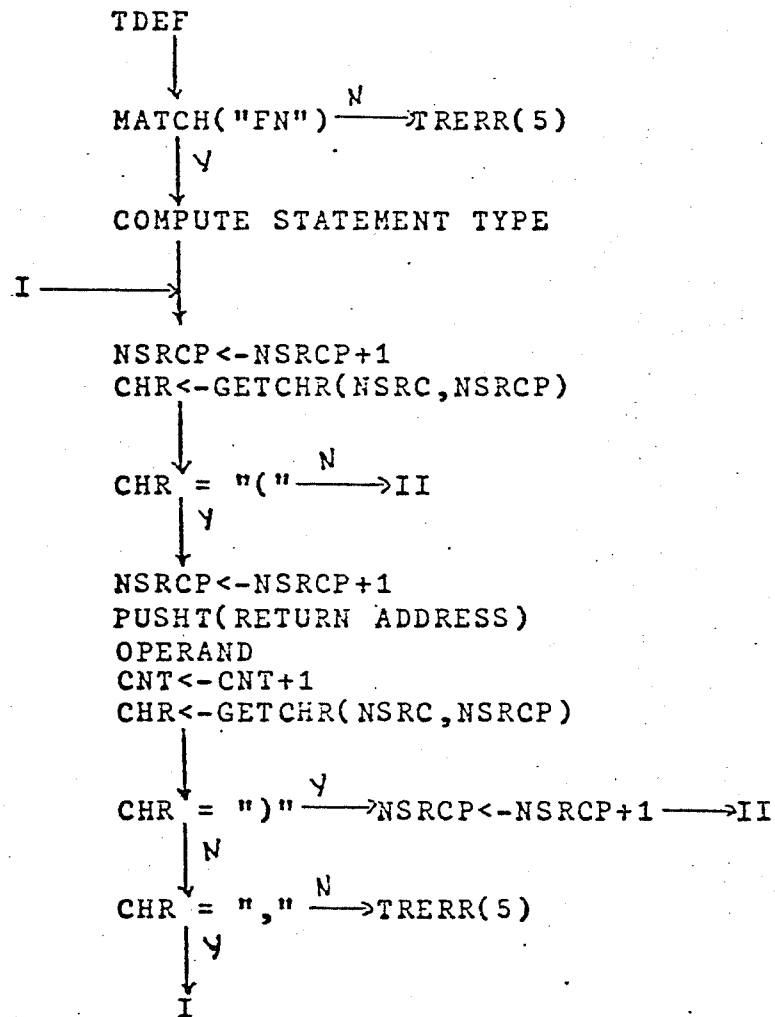 TDEF
MATCH("FN") N TRERR(5)
Y
COMPUTE STATEMENT TYPE
I
NSRCP<-NSRCP+1
CHR<-GETCHR(NSRC,NSRCP)
CHR = "(" N II
Y
NSRCP<-NSRCP+1
PUSHT(RETURN ADDRESS)
OPERAND
CNT<-CNT+1
CHR<-GETCHR(NSRC,NSRCP)
CHR = ")" Y NSRCP<-NSRCP+1 II
N
CHR = "," N TRERR(5)
Y
I